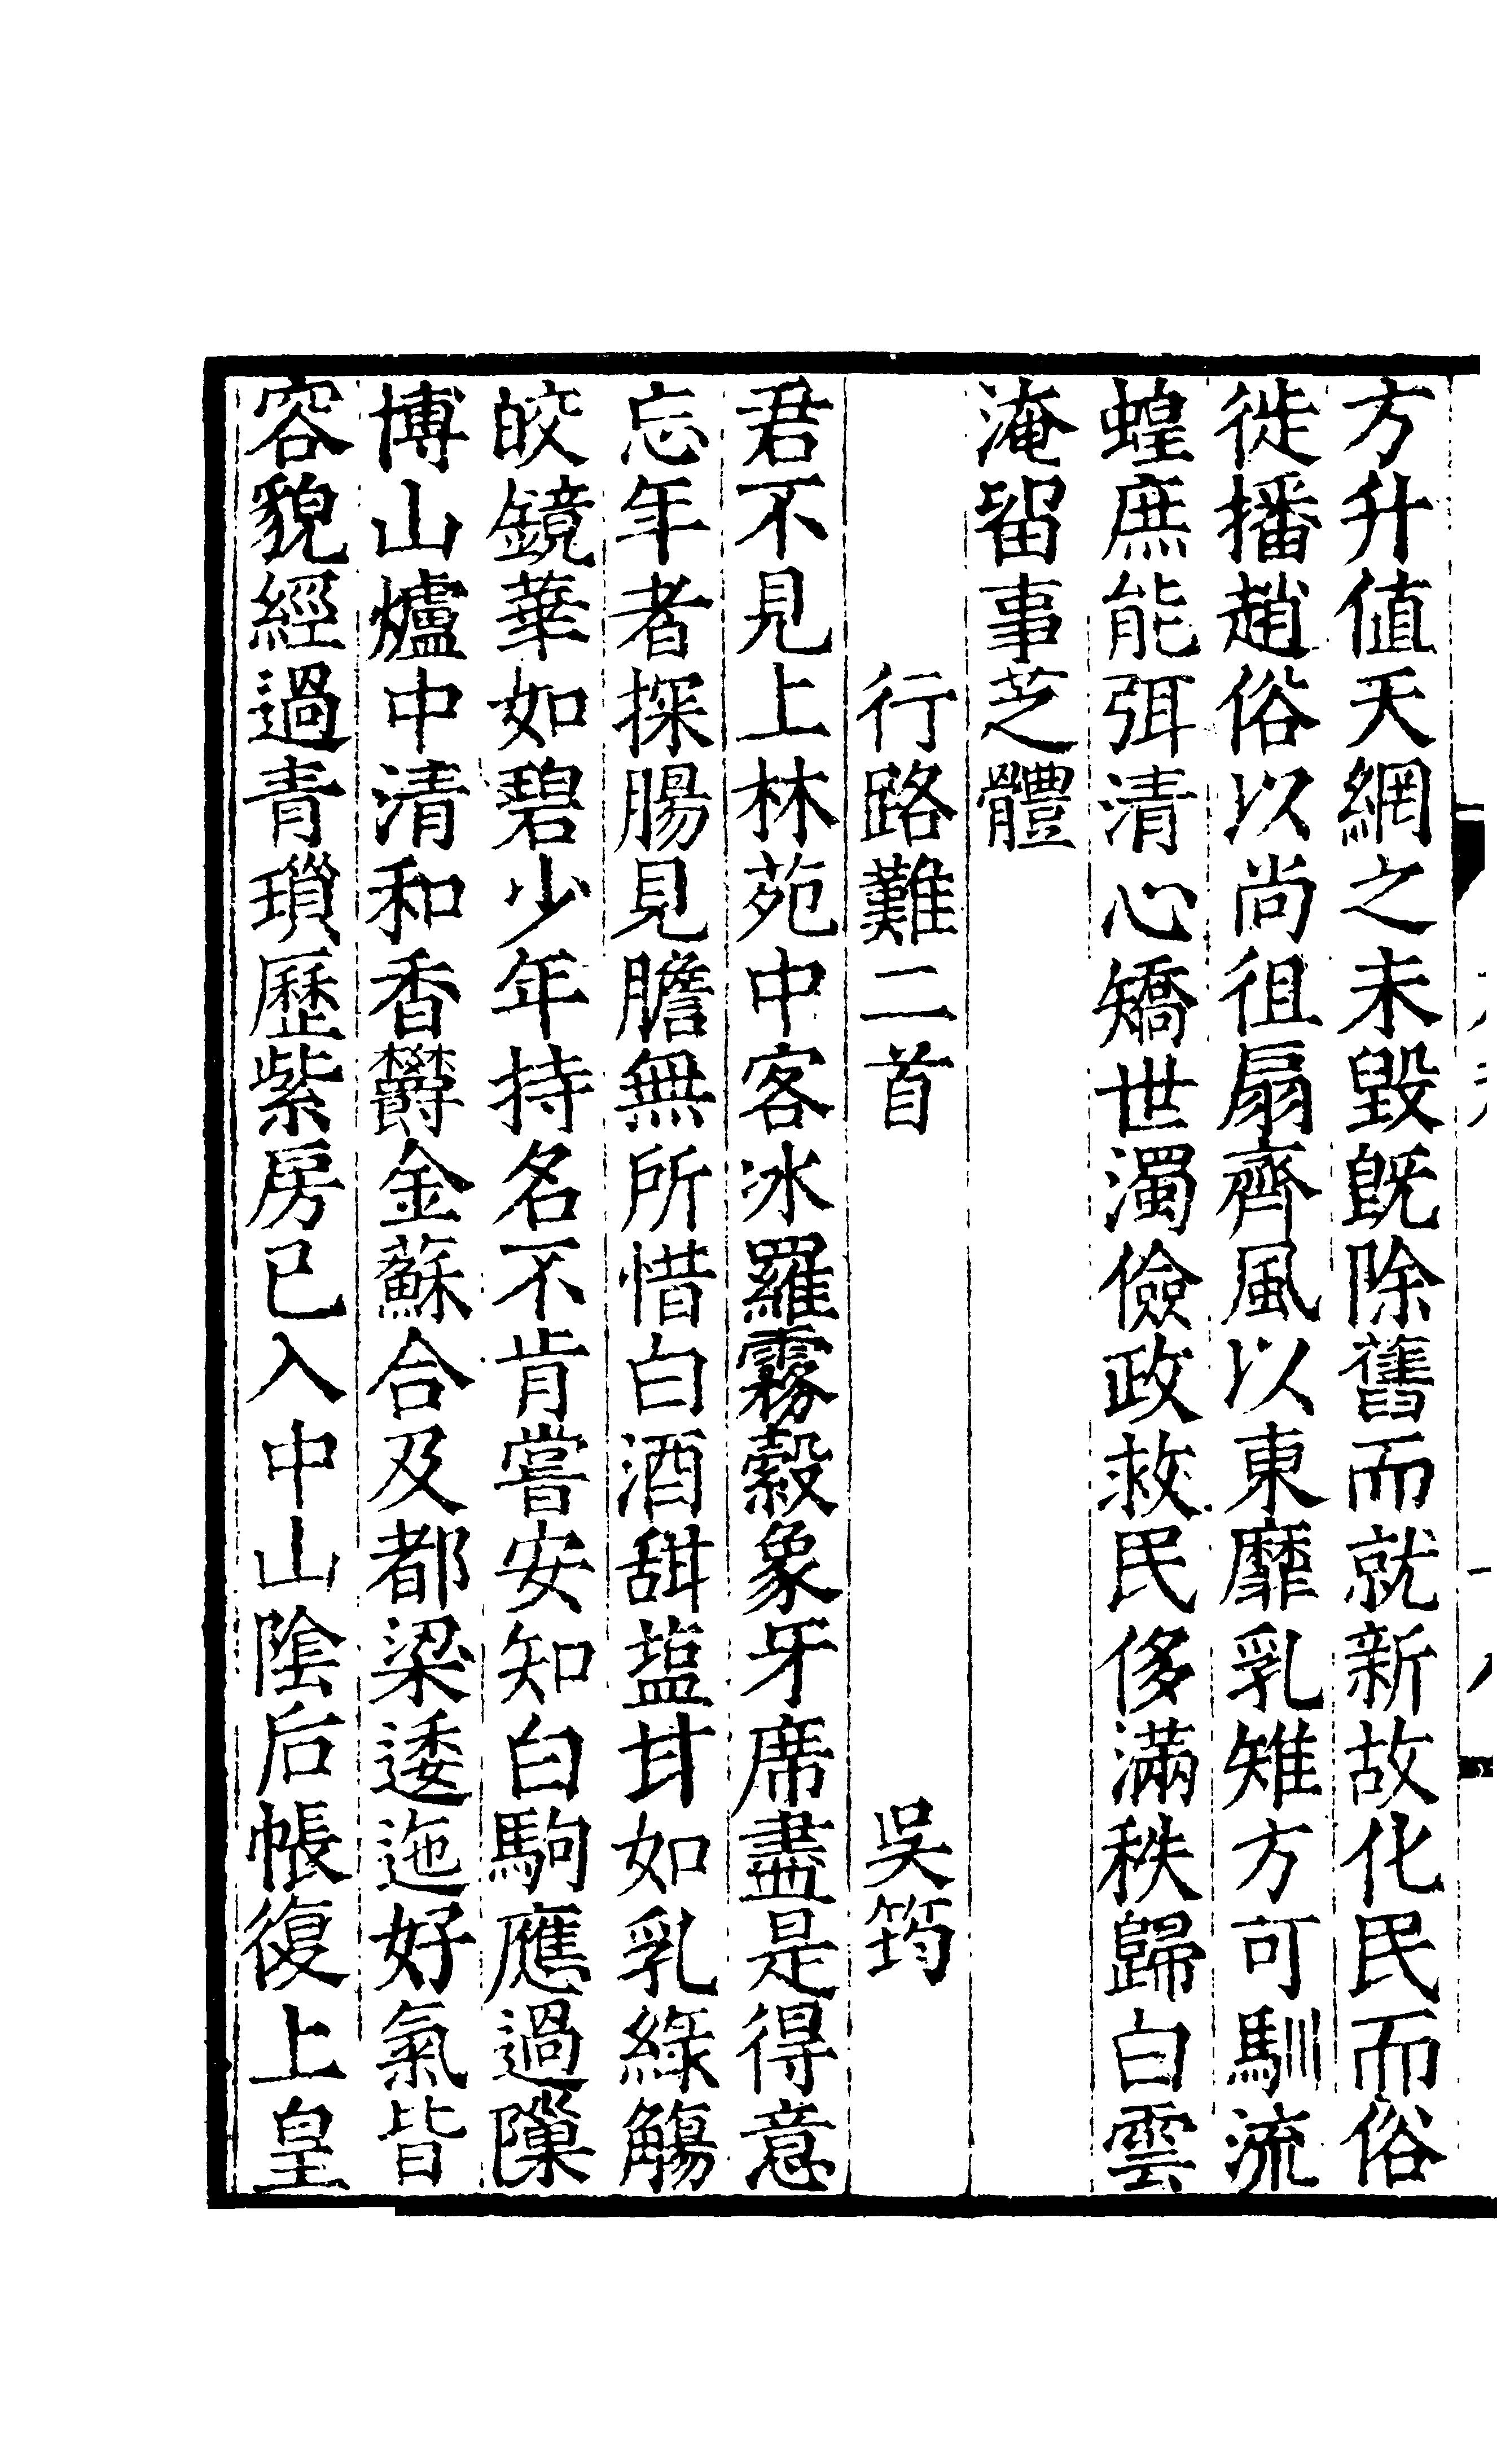 方升值天網之未毀旣除舊而就新故化民而俗
徙播趙俗以尚徂扇齊風以東靡乳雉方可馴流
蝗庶能弭清心矯世濁儉政救民侈滿秩歸白雲
淹留事芝體
行路難二首 吳筠
君不見上林苑中客冰羅霧縠象牙席盡是得意
忘年者探腸見膽無所惜白酒甜盐甘如乳綠觴
皎鏡華如碧少年持名不肯嘗安知白駒應過隟
博山爐中清和香欝金蘇合及都梁逶迤好氣皆
容貌經過青瑣歷紫房已入中山陰后帳復上皇